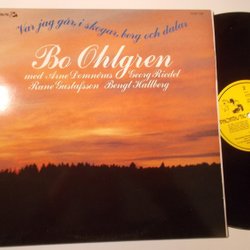 Var jag går, i skogar, berg och dalar
Bo Ohlgren
med Arne Domnérus Georg Riedel
Rune Gustafsson Bengt Hallberg